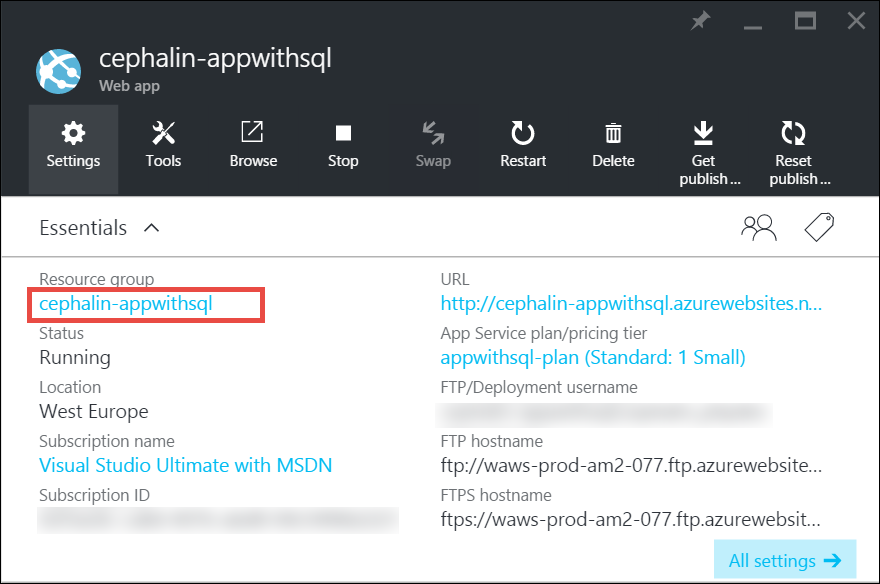 cephalin-appwithsql
Web app
Settings
Tools
Browse
Stop
Swap
Restart
Delete
Get
publish ...
Reset
publish ...
Essentials
Resource group
cephalin-appwithsql
Status
Running
Location
West Europe
Subscription name
Visual Studio Ultimate with MSDN
Subscription ID
URL
http://cephalin-appwithsql.azurewebsites.n...
App Service plan/pricing tier
appwithsql-plan (Standard: 1 Small)
FTP/Deployment username
FTP hostname
ftp://waws-prod-am2-077.ftp.azurewebsite...
FTPS hostname
ftps://waws-prod-am2-077.ftp.azurewebsit...
All settings